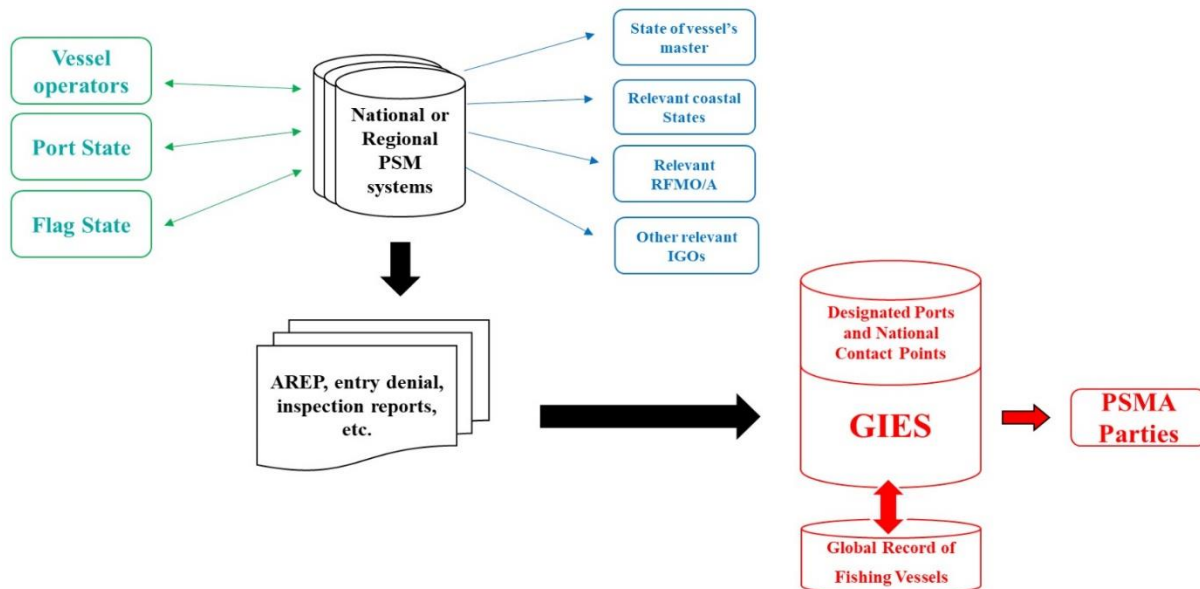 Vessel
operators
Port State
Flag State
National or
Regional
PSM
systems
State of vessel's
master
Relevant coastal
States
Relevant
RFMO/A
Other relevant
IGOs
AREP, entry denial,
inspection reports,
etc.
Designated Ports
and National
Contact Points
GIES
PSMA
Parties
Global Record of
Fishing Vessels